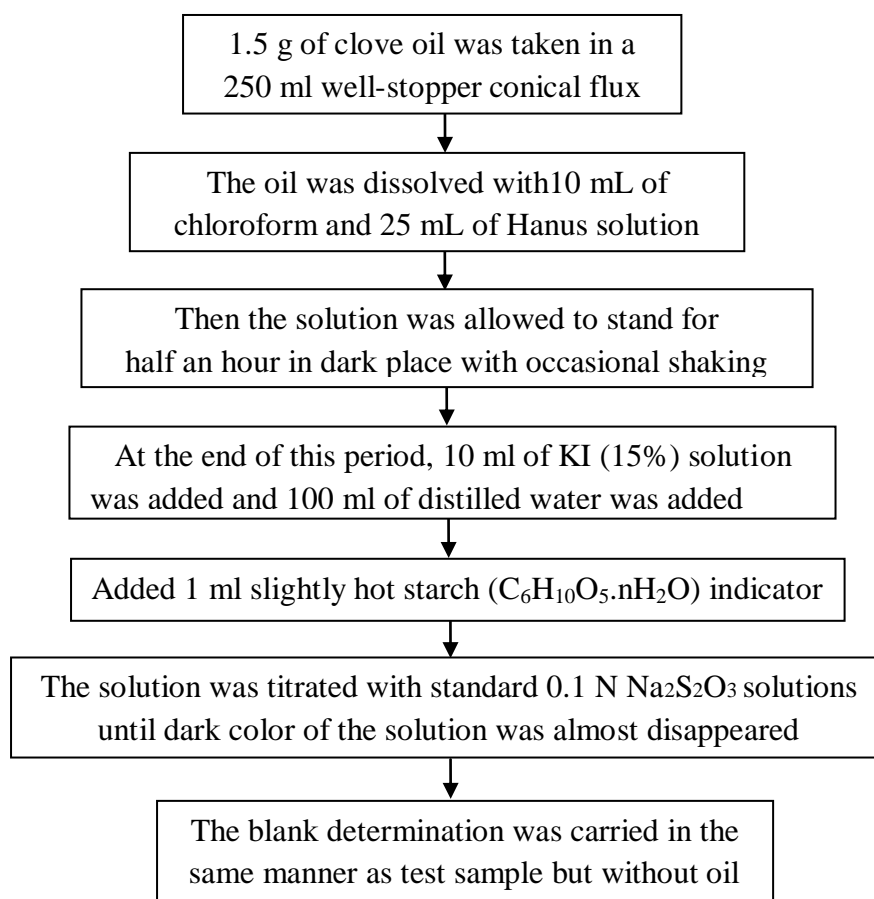 1.5 g of clove oil was taken in a
250 ml well-stopper conical flux
The oil was dissolved with10 mL of
chloroform and 25 mL of Hanus solution
Then the solution was allowed to stand for
half an hour in dark place with occasional shaking
At the end of this period, 10 ml of KI (15%) solution
was added and 100 ml of distilled water was added
Added 1 ml slightly hot starch (C₆H₁₀O₅.nH₂O) indicator
The solution was titrated with standard 0.1 N Na₂S₂O₃ solutions
until dark color of the solution was almost disappeared
The blank determination was carried in the
same manner as test sample but without oil